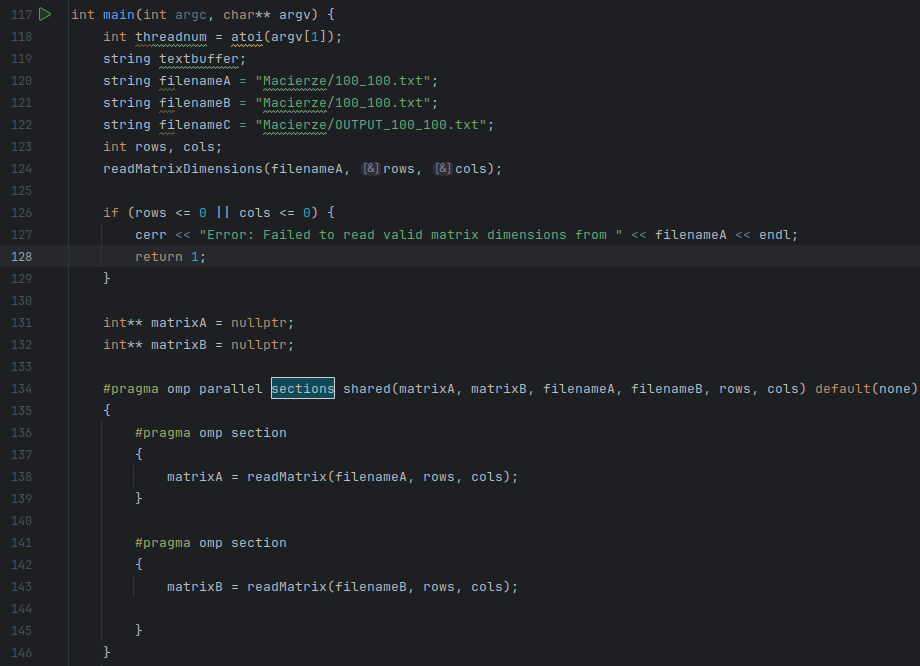 117 int main(int argc, char** argv) {
118 int threadnum = atoi(argv[1]);
119 string textbuffer;
120 string filenameA = "Macierze/100_100.txt";
121 string filenameB = "Macierze/100_100.txt";
122 string filenameC = "Macierze/OUTPUT_100_100.txt";
123 int rows, cols;
124 readMatrixDimensions(filenameA, [&]rows, [&]cols);
125
126 if (rows <= 0 || cols <= 0) {
127 cerr << "Error: Failed to read valid matrix dimensions from " << filenameA << endl;
128 return 1;
129 }
130
131 int** matrixA = nullptr;
132 int** matrixB = nullptr;
133
134 #pragma omp parallel sections shared(matrixA, matrixB, filenameA, filenameB, rows, cols) default(none)
135 {
136 #pragma omp section
137 {
138 matrixA = readMatrix(filenameA, rows, cols);
139 }
140
141 #pragma omp section
142 {
143 matrixB = readMatrix(filenameB, rows, cols);
144
145 }
146 }